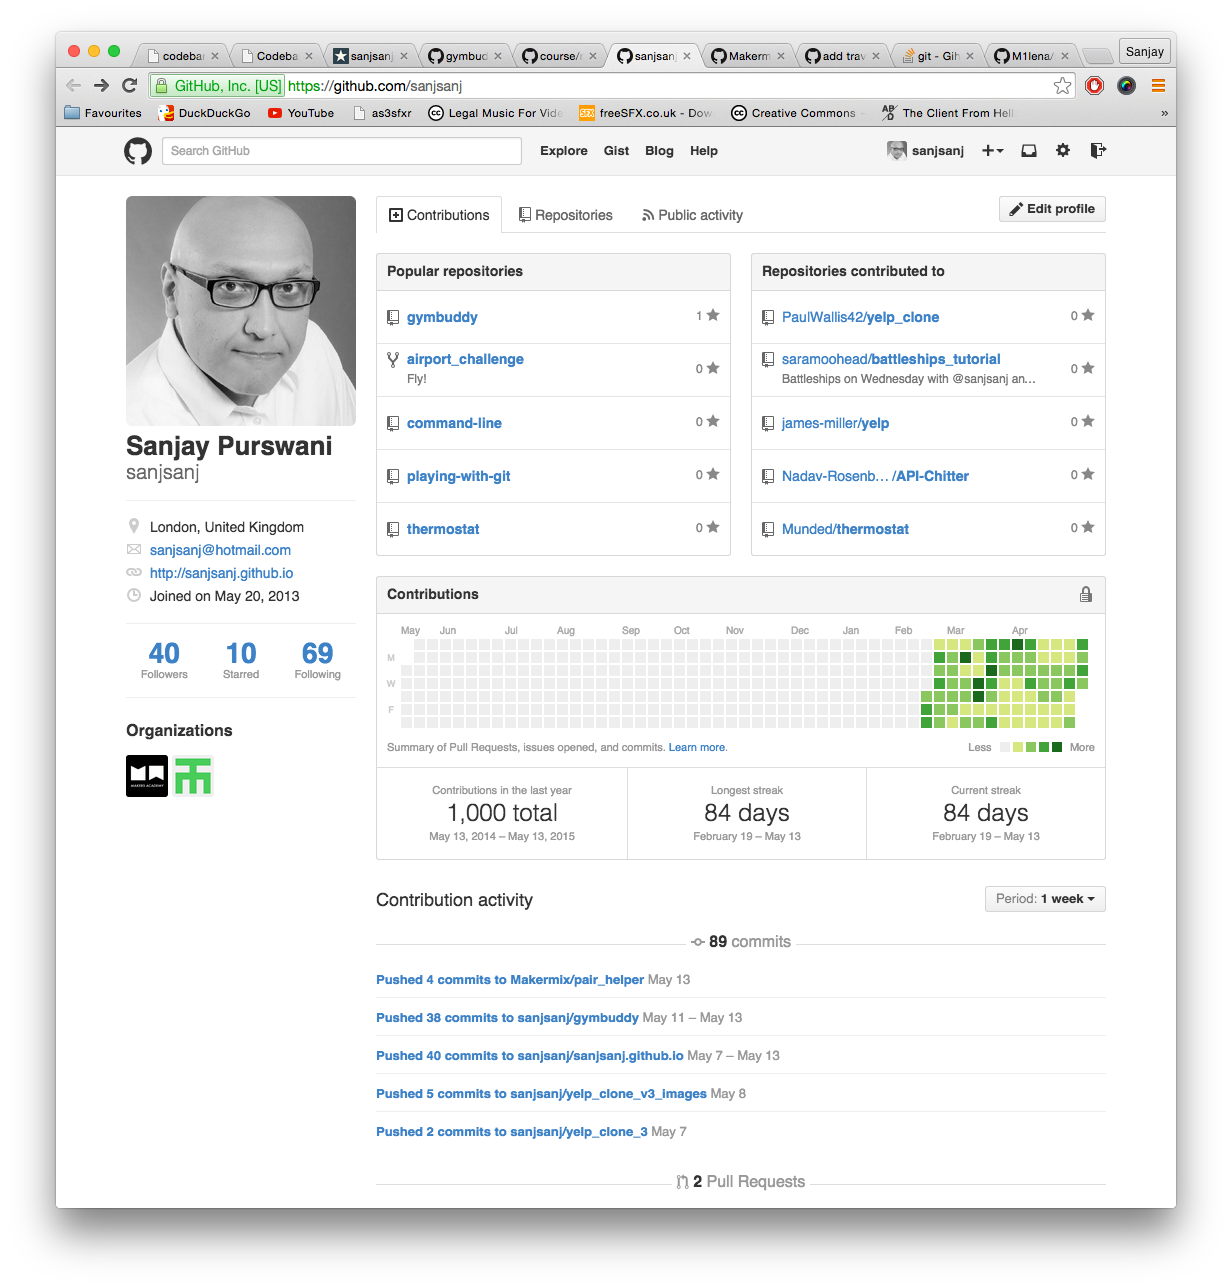 codeba
Codeba
sanjsanj
gymbud
course/
sanjsanj
Makerm
add trav
git - Gith
M1lena/
Sanjay
GitHub, Inc. [US] https://github.com/sanjsanj
Favourites DuckDuckGo YouTube as3sfxr Legal Music For Vide freeSFX.co.uk - Dow Creative Commons - The Client From Hell »
Search GitHub Explore Gist Blog Help sanjsanj
Contributions Repositories Public activity Edit profile
Sanjay Purswani
sanjsanj
London, United Kingdom
sanjsanj@hotmail.com
http://sanjsanj.github.io
Joined on May 20, 2013
40 10 69
Followers Starred Following
Organizations
MAKERS ACADEMY
Popular repositories
gymbuddy 1
airport_challenge 0
Fly!
command-line 0
playing-with-git 0
thermostat 0
Repositories contributed to
PaulWallis42/yelp_clone 0
saramoohead/battleships_tutorial 0
Battleships on Wednesday with @sanjsanj an…
james-miller/yelp 0
Nadav-Rosenb… /API-Chitter 0
Munded/thermostat 0
Contributions
May Jun Jul Aug Sep Oct Nov Dec Jan Feb Mar Apr
M
W
F
Summary of Pull Requests, issues opened, and commits. Learn more. Less More
Contributions in the last year
1,000 total
May 13, 2014 – May 13, 2015
Longest streak
84 days
February 19 – May 13
Current streak
84 days
February 19 – May 13
Contribution activity Period: 1 week
89 commits
Pushed 4 commits to Makermix/pair_helper May 13
Pushed 38 commits to sanjsanj/gymbuddy May 11 – May 13
Pushed 40 commits to sanjsanj/sanjsanj.github.io May 7 – May 13
Pushed 5 commits to sanjsanj/yelp_clone_v3_images May 8
Pushed 2 commits to sanjsanj/yelp_clone_3 May 7
2 Pull Requests